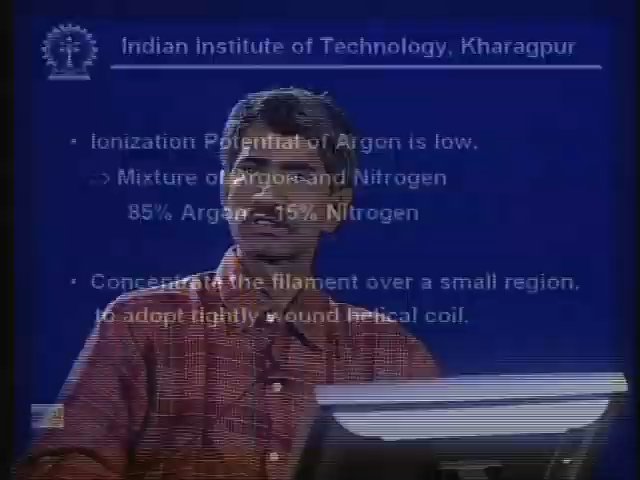 Indian Institute of Technology, Kharagpur
• Ionization Potential of Argon is low.
⇒ Mixture of Argon and Nitrogen
85% Argan - 15% Nitrogen
• Concentrate the filament over a small region,
to adopt tightly wound helical coil.